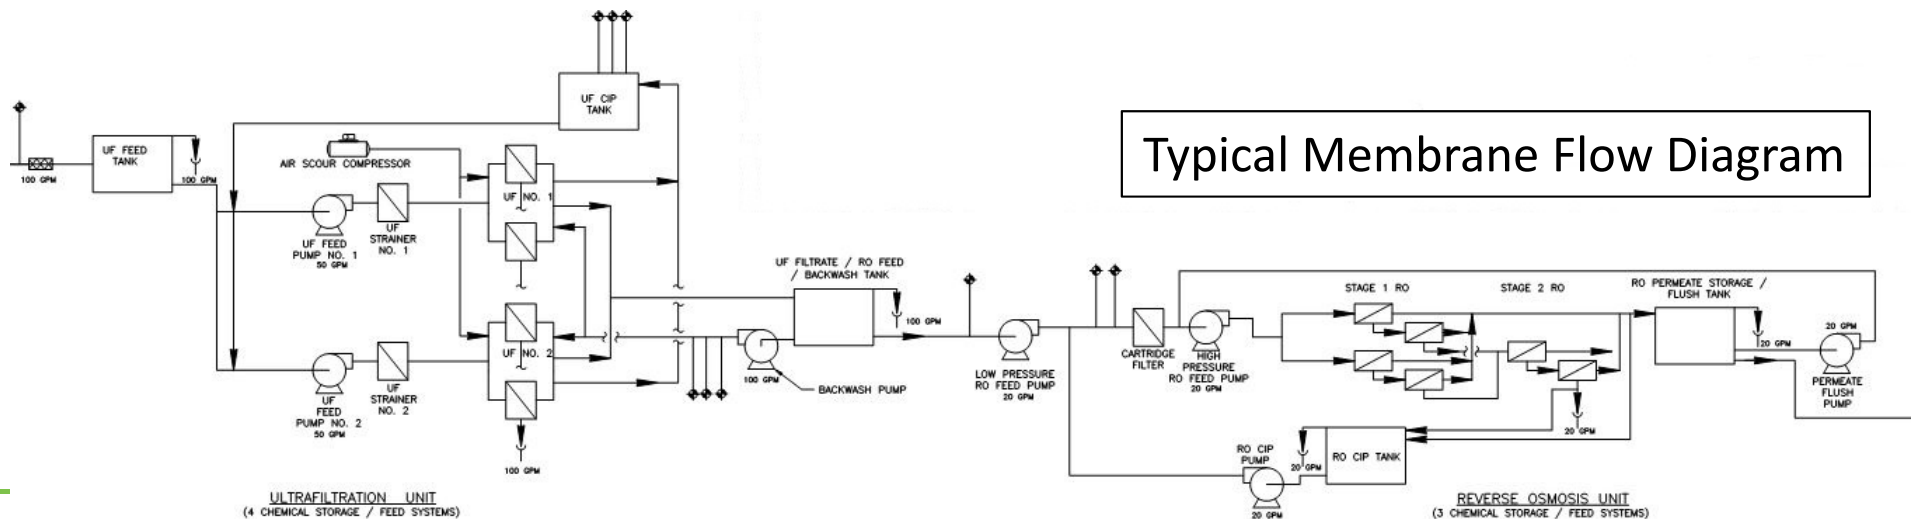 Typical Membrane Flow Diagram
UF CIP
TANK
UF FEED
TANK
100 GPM
100 GPM
AIR SCOUR COMPRESSOR
UF FEED
PUMP NO. 1
50 GPM
UF
STRAINER
NO. 1
UF NO. 1
UF
FEED
PUMP NO. 2
50 GPM
UF
STRAINER
NO. 2
UF NO. 2
100 GPM
UF FILTRATE / RO FEED
/ BACKWASH TANK
100 GPM
100 GPM
BACKWASH PUMP
LOW PRESSURE
RO FEED PUMP
20 GPM
CARTRIDGE
FILTER
HIGH
PRESSURE
RO FEED PUMP
20 GPM
STAGE 1 RO
STAGE 2 RO
RO PERMEATE STORAGE /
FLUSH TANK
20 GPM
20 GPM
PERMEATE
FLUSH
PUMP
20 GPM
RO CIP
PUMP
20 GPM
20 GPM
RO CIP TANK
ULTRAFILTRATION UNIT
(4 CHEMICAL STORAGE / FEED SYSTEMS)
REVERSE OSMOSIS UNIT
(3 CHEMICAL STORAGE / FEED SYSTEMS)